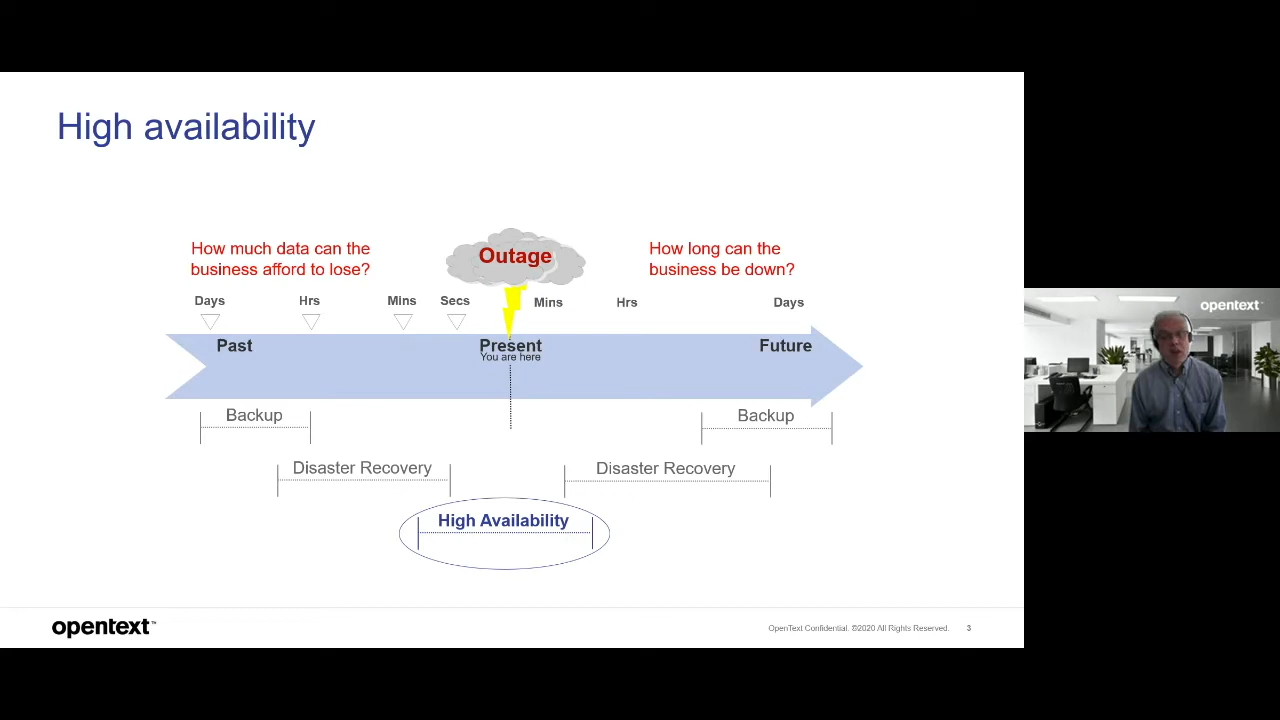 High availability
How much data can the
business afford to lose?
Outage
How long can the
business be down?
Days
Hrs
Mins
Secs
Mins
Hrs
Days
Past
Present
You are here
Future
Backup
Backup
Disaster Recovery
Disaster Recovery
High Availability
opentext™
OpenText Confidential. ©2020 All Rights Reserved.
3
opentext™